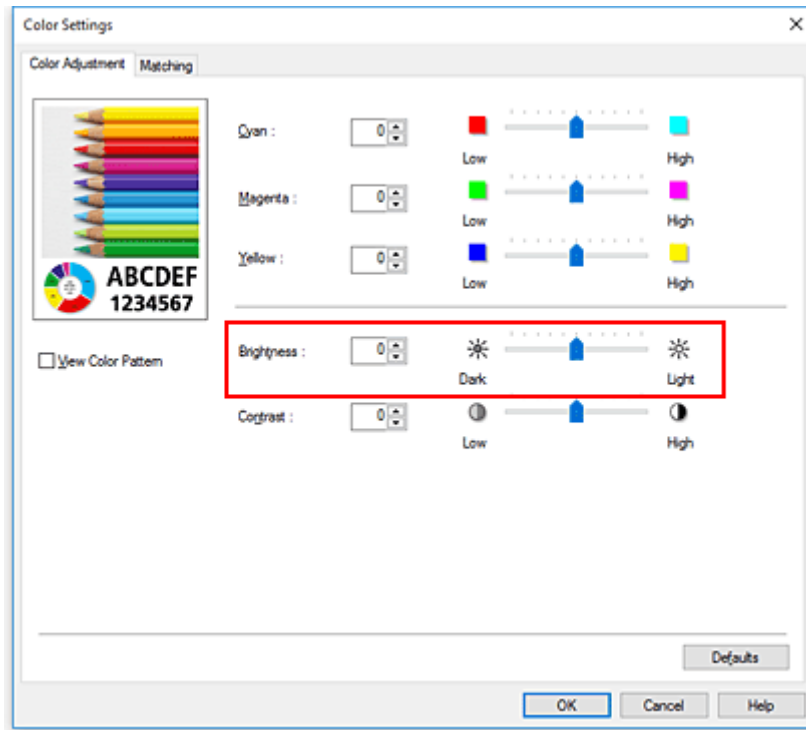 Color Settings
Color Adjustment Matching
Cyan : 0
Low High
Magenta : 0
Low High
Yellow : 0
Low High
ABCDEF
1234567
View Color Pattern
Brightness : 0
Dark Light
Contrast : 0
Low High
Defaults
OK Cancel Help